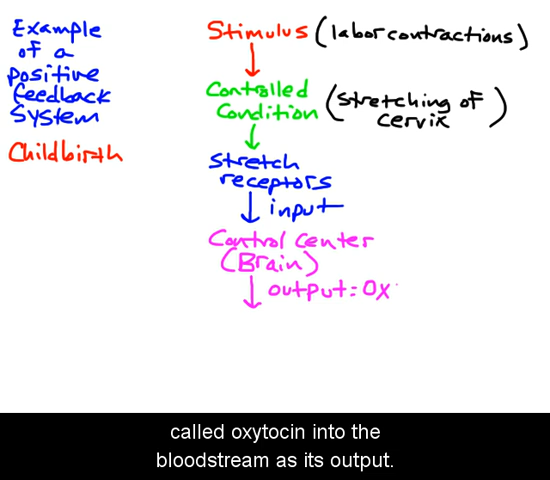 Example
of a
positive
feedback
system
Childbirth
Stimulus (labor contractions)
Controlled
Condition
(stretching of
cervix)
Stretch
receptors
input
Control center
(Brain)
output = Ox
called oxytocin into the
bloodstream as its output.